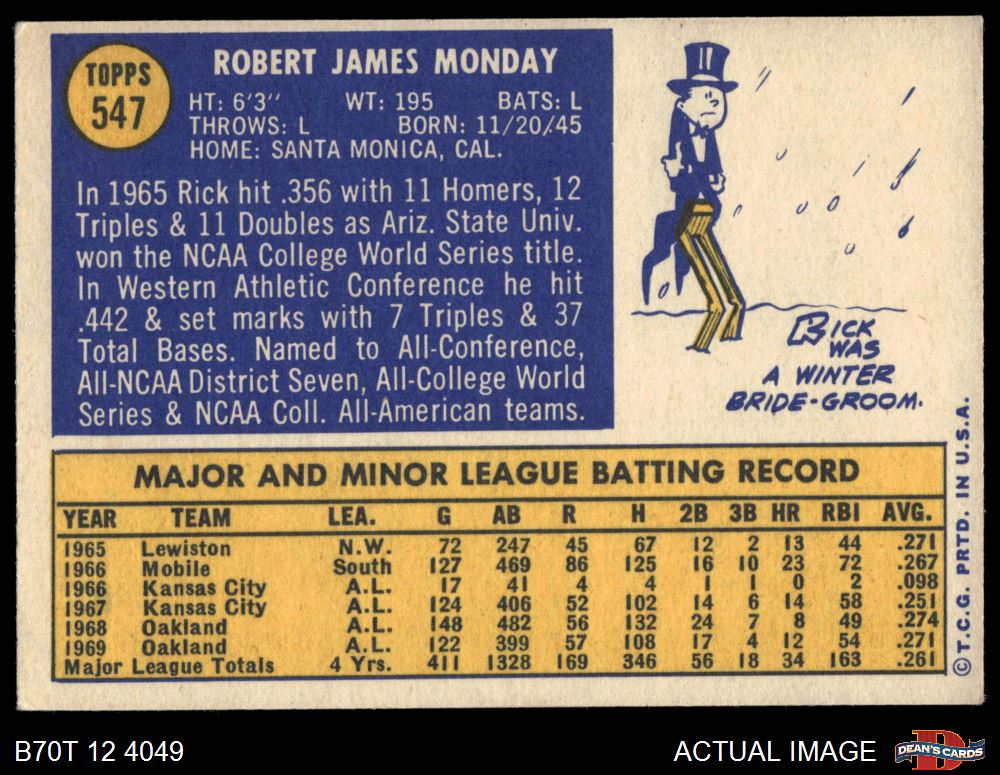 TOPPS
547
ROBERT JAMES MONDAY
HT: 6'3" WT: 195 BATS: L
THROWS: L BORN: 11/20/45
HOME: SANTA MONICA, CAL.
In 1965 Rick hit .356 with 11 Homers, 12
Triples & 11 Doubles as Ariz. State Univ.
won the NCAA College World Series title.
In Western Athletic Conference he hit
.442 & set marks with 7 Triples & 37
Total Bases. Named to All-Conference,
All-NCAA District Seven, All-College World
Series & NCAA Coll. All-American teams.
RICK
WAS
A WINTER
BRIDE-GROOM.
MAJOR AND MINOR LEAGUE BATTING RECORD
YEAR TEAM LEA. G AB R H 2B 3B HR RBI AVG.
1965 Lewiston N.W. 72 247 45 67 12 2 13 44 .271
1966 Mobile South 127 469 86 125 16 10 23 72 .267
1966 Kansas City A.L. 17 41 4 4 1 1 0 2 .098
1967 Kansas City A.L. 124 406 52 102 14 6 14 58 .251
1968 Oakland A.L. 148 482 56 132 24 7 8 49 .274
1969 Oakland A.L. 122 399 57 108 17 4 12 54 .271
Major League Totals 4 Yrs. 411 1328 169 346 56 18 34 163 .261
© T.C.G. PRTD. IN U.S.A.
B70T 12 4049
ACTUAL IMAGE
DEAN'S CARDS